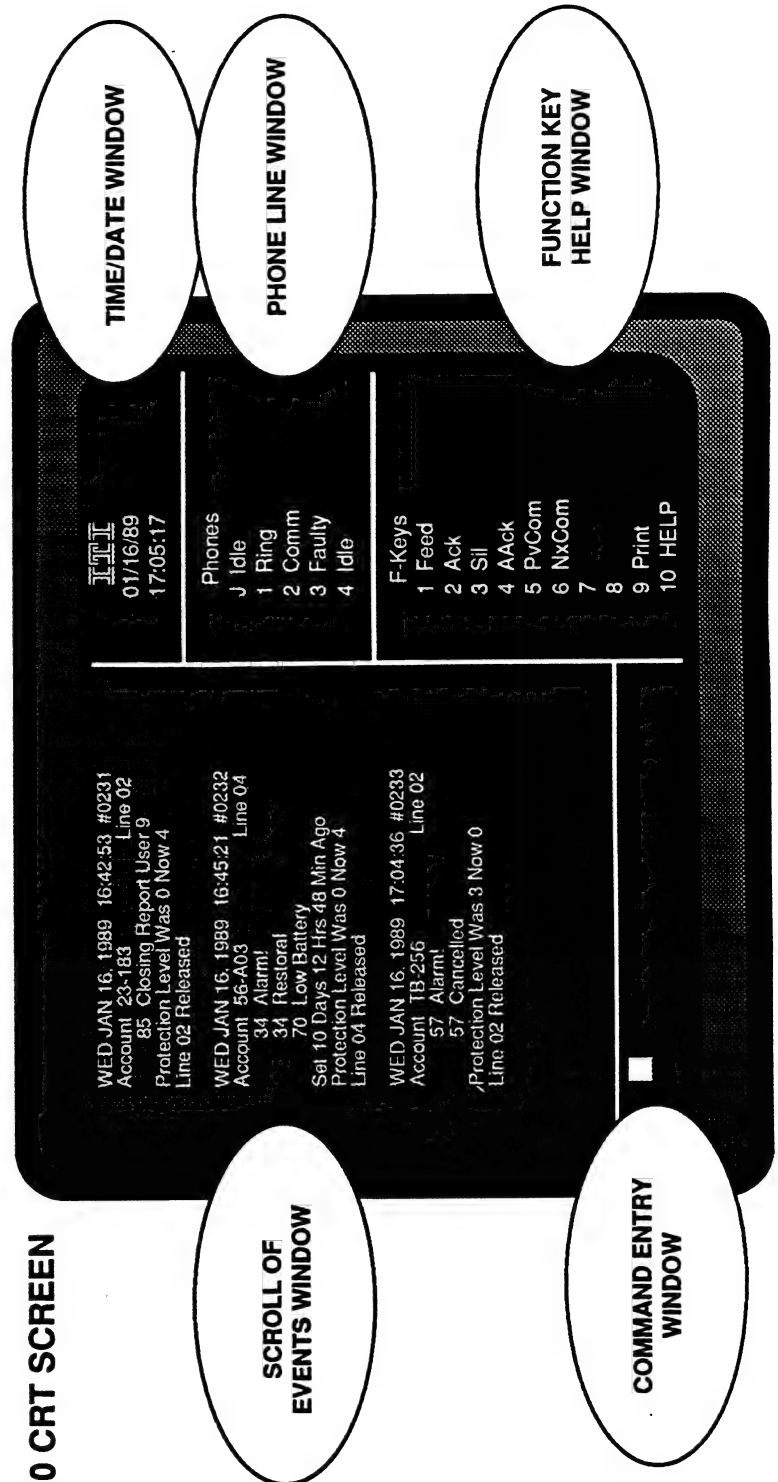 0 CRT SCREEN
TIME/DATE WINDOW
PHONE LINE WINDOW
FUNCTION KEY
HELP WINDOW
SCROLL OF
EVENTS WINDOW
COMMAND ENTRY
WINDOW
WED JAN 16, 1989 16:42:53 #0231
Account 23-183 Line 02
85 Closing Report User 9
Protection Level Was 0 Now 4
Line 02 Released
WED JAN 16, 1989 16:45:21 #0232
Account 56-A03 Line 04
34 Alarm!
34 Restoral
70 Low Battery
Set 10 Days 12 Hrs 48 Min Ago
Protection Level Was 0 Now 4
Line 04 Released
WED JAN 16, 1989 17:04:36 #0233
Account TB-256 Line 02
57 Alarm!
57 Cancelled
Protection Level Was 3 Now 0
Line 02 Released
ITI
01/16/89
17:05:17
Phones
J Idle
1 Ring
2 Comm
3 Faulty
4 Idle
F-Keys
1 Feed
2 Ack
3 Sil
4 AAck
5 PvCom
6 NxCom
7
8
9 Print
10 HELP